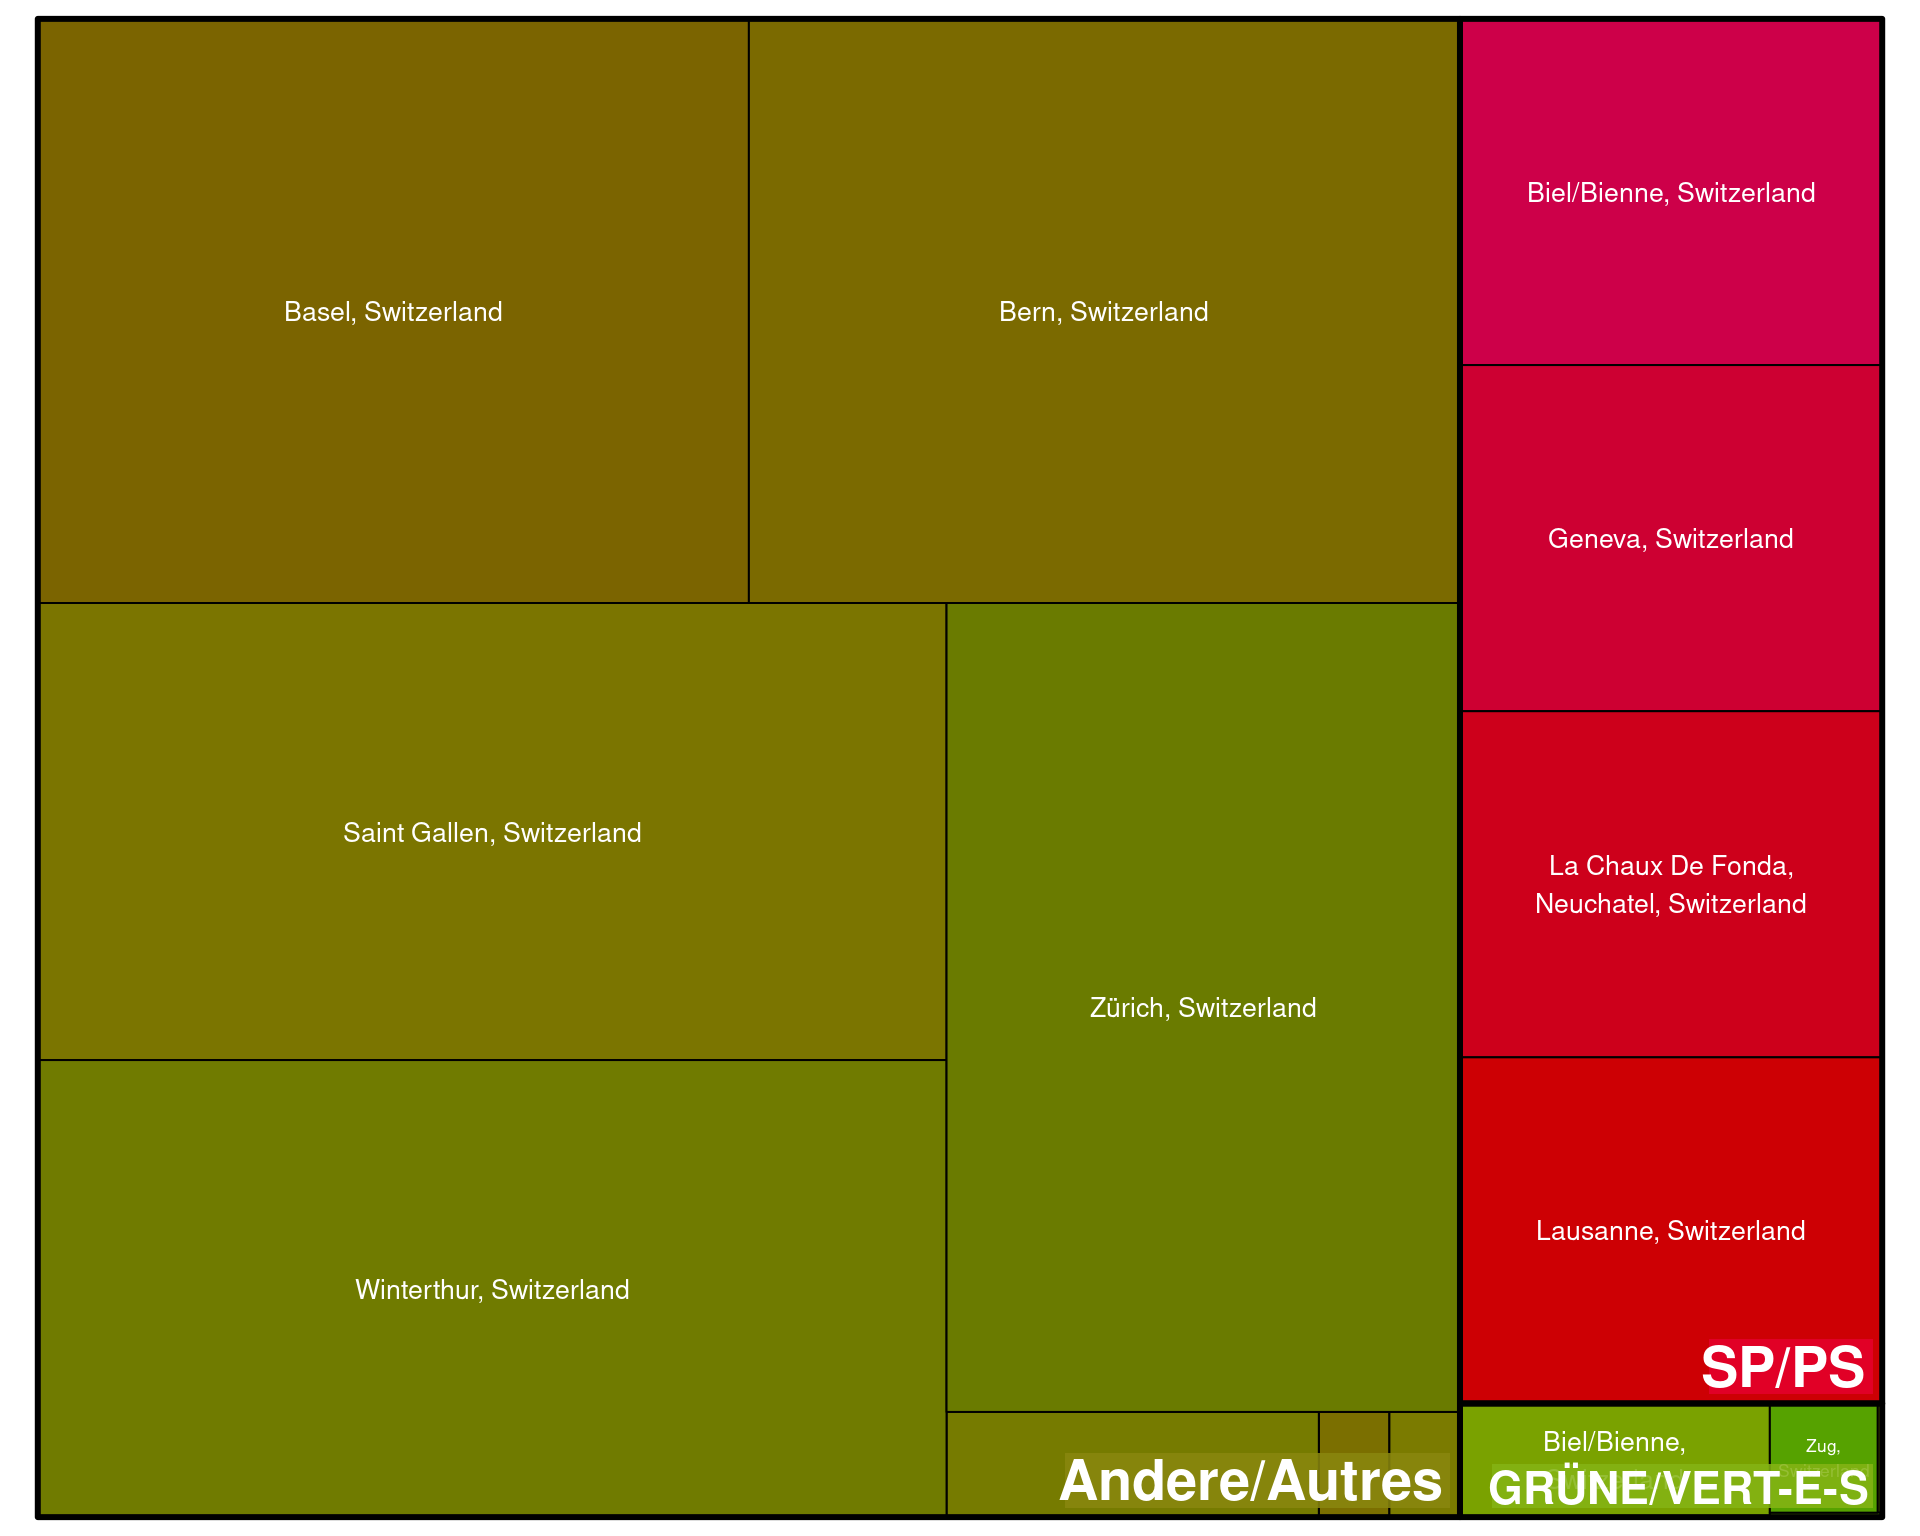 Basel, Switzerland
Bern, Switzerland
Saint Gallen, Switzerland
Zürich, Switzerland
Winterthur, Switzerland
Andere/Autres
Biel/Bienne, Switzerland
Geneva, Switzerland
La Chaux De Fonda,
Neuchatel, Switzerland
Lausanne, Switzerland
SP/PS
Biel/Bienne,
Zug,
Switzerland
GRÜNE/VERT-E-S